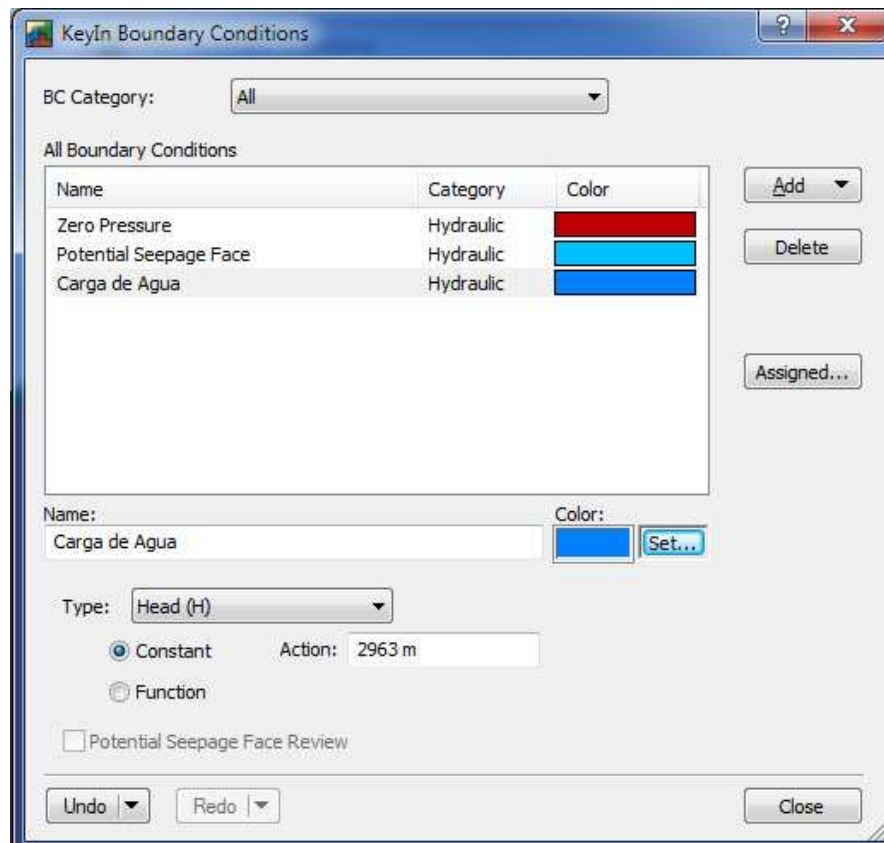 KeyIn Boundary Conditions
BC Category: All
All Boundary Conditions
Name Category Color
Add
Zero Pressure Hydraulic
Potential Seepage Face Hydraulic
Delete
Carga de Agua Hydraulic
Assigned...
Name: Color:
Carga de Agua Set...
Type: Head (H)
Constant Action: 2963 m
Function
Potential Seepage Face Review
Undo Redo Close